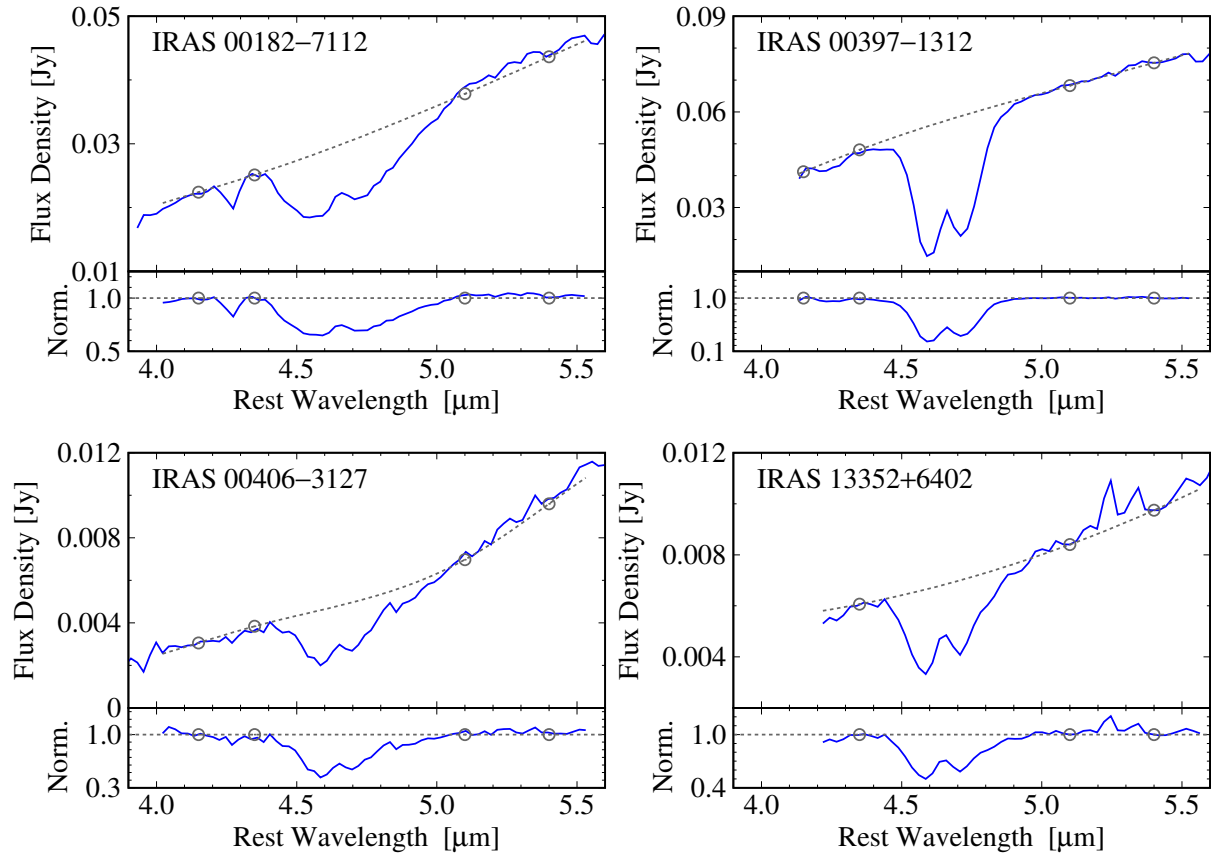 0.05
IRAS 00182−7112
0.03
Flux Density [Jy]
0.01
1.0
Norm.
0.5
4.0 4.5 5.0 5.5
Rest Wavelength [μm]
0.09
IRAS 00397−1312
0.06
Flux Density [Jy]
0.03
1.0
Norm.
0.1
4.0 4.5 5.0 5.5
Rest Wavelength [μm]
0.012
IRAS 00406−3127
0.008
Flux Density [Jy]
0.004
0
1.0
Norm.
0.3
4.0 4.5 5.0 5.5
Rest Wavelength [μm]
0.012
IRAS 13352+6402
0.008
Flux Density [Jy]
0.004
1.0
Norm.
0.4
4.0 4.5 5.0 5.5
Rest Wavelength [μm]